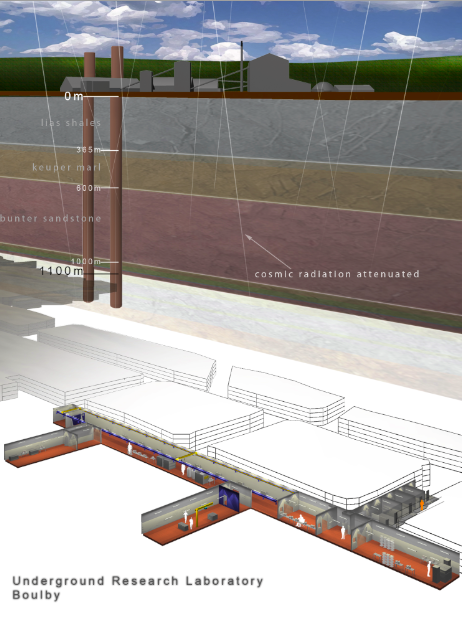 0m
lias shales
385m
keuper marl
600m
bunter sandstone
1000m
1100m
cosmic radiation attenuated
Underground Research Laboratory
Boulby